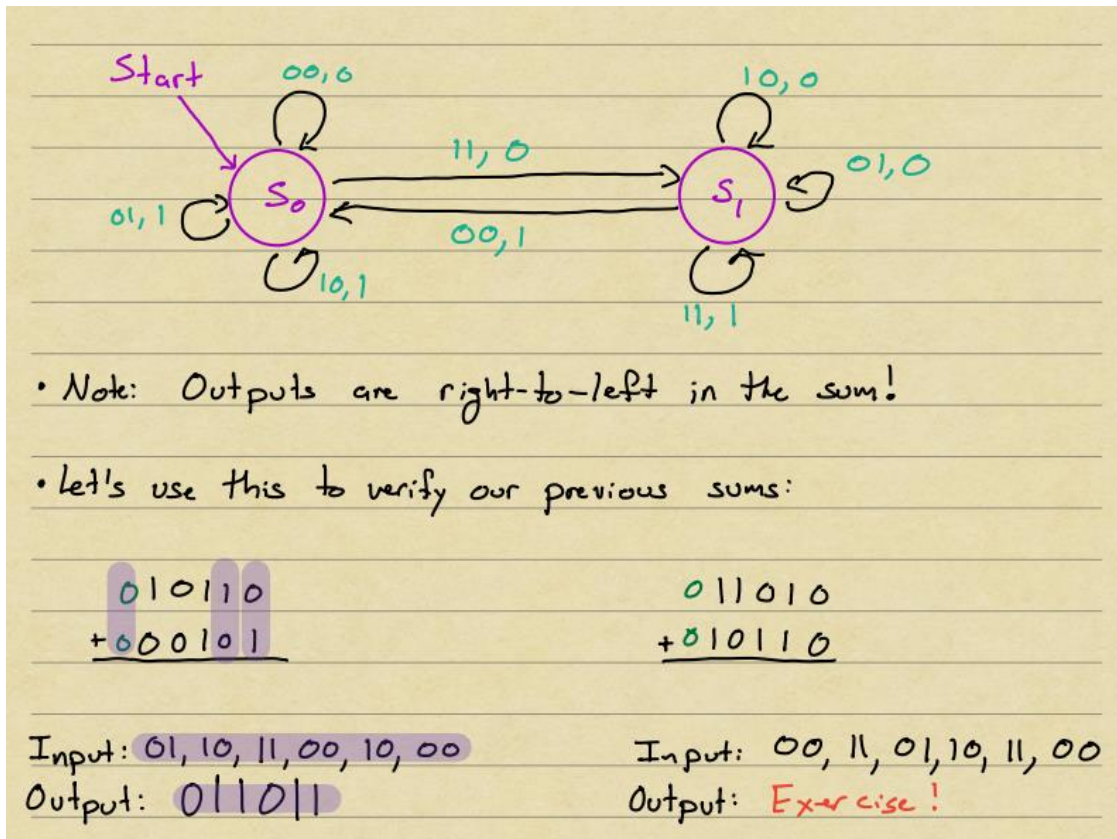 Start
00,0
10,0
11, 0
01,0
S₀
S₁
01, 1
00,1
10,1
11, 1
• Note: Outputs are right-to-left in the sum!
• Let's use this to verify our previous sums:
010110
+000101
011010
+010110
Input: 01, 10, 11, 00, 10, 00
Output: 011011
Input: 00, 11, 01, 10, 11, 00
Output: Exercise!